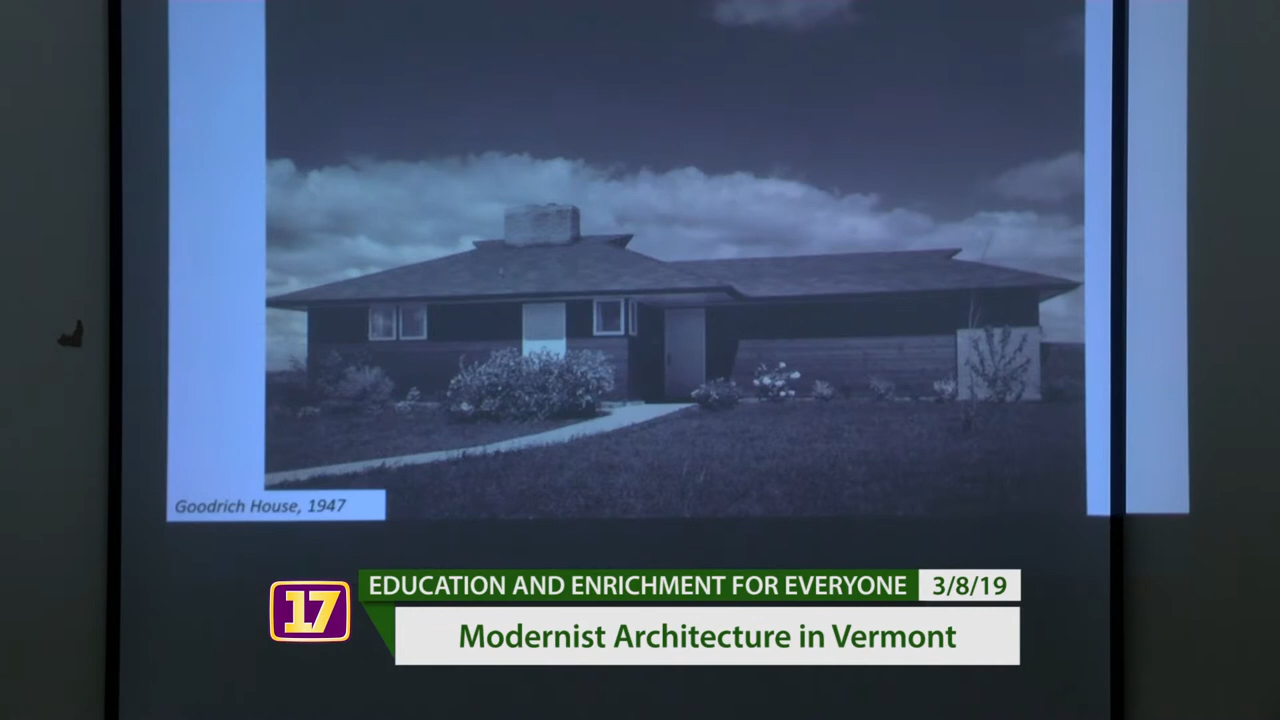 Goodrich House, 1947
17
EDUCATION AND ENRICHMENT FOR EVERYONE 3/8/19
Modernist Architecture in Vermont